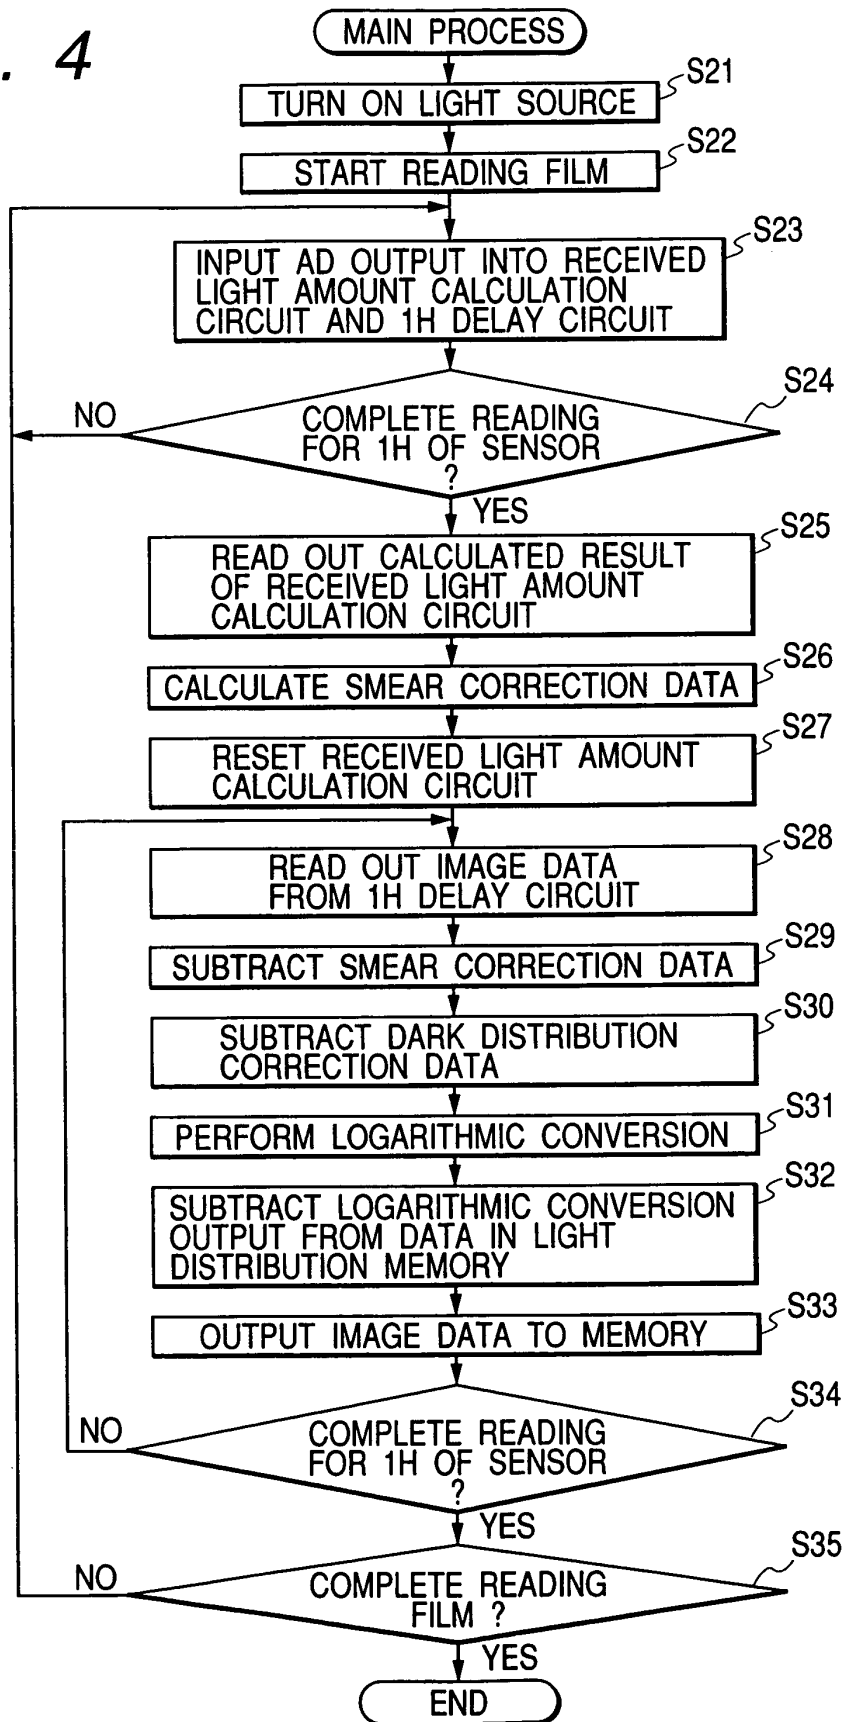 . 4
MAIN PROCESS
S21
TURN ON LIGHT SOURCE
S22
START READING FILM
S23
INPUT AD OUTPUT INTO RECEIVED
LIGHT AMOUNT CALCULATION
CIRCUIT AND 1H DELAY CIRCUIT
S24
NO
COMPLETE READING
FOR 1H OF SENSOR
?
YES
S25
READ OUT CALCULATED RESULT
OF RECEIVED LIGHT AMOUNT
CALCULATION CIRCUIT
S26
CALCULATE SMEAR CORRECTION DATA
S27
RESET RECEIVED LIGHT AMOUNT
CALCULATION CIRCUIT
S28
READ OUT IMAGE DATA
FROM 1H DELAY CIRCUIT
S29
SUBTRACT SMEAR CORRECTION DATA
S30
SUBTRACT DARK DISTRIBUTION
CORRECTION DATA
S31
PERFORM LOGARITHMIC CONVERSION
S32
SUBTRACT LOGARITHMIC CONVERSION
OUTPUT FROM DATA IN LIGHT
DISTRIBUTION MEMORY
S33
OUTPUT IMAGE DATA TO MEMORY
S34
NO
COMPLETE READING
FOR 1H OF SENSOR
?
YES
S35
NO
COMPLETE READING
FILM ?
YES
END